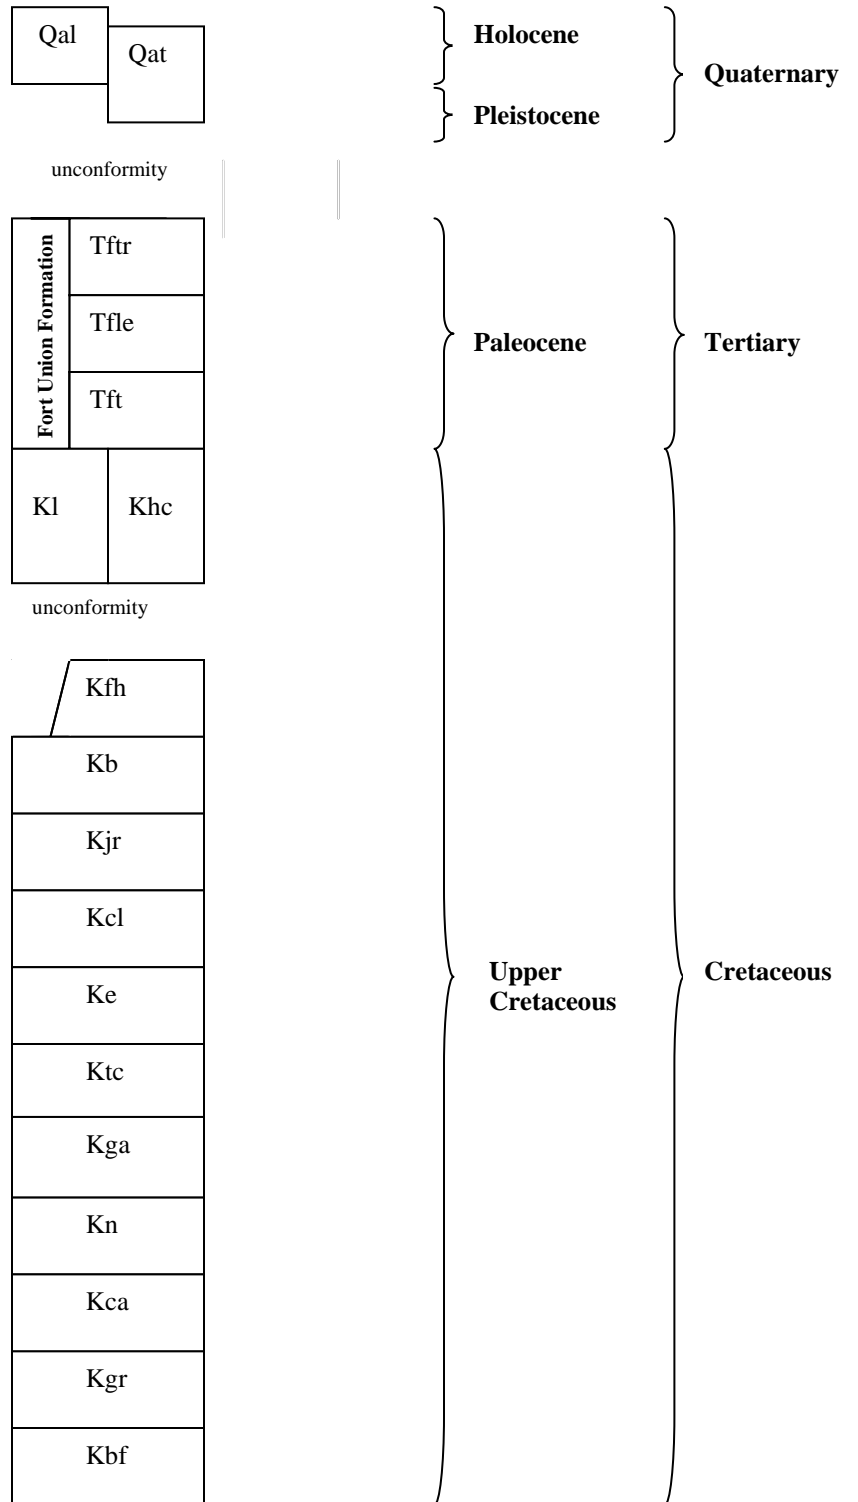 Qal
Qat
Holocene
Pleistocene
Quaternary
unconformity
Fort Union Formation
Tftr
Tfle
Tft
Paleocene
Tertiary
Kl
Khc
unconformity
Kfh
Kb
Kjr
Kcl
Ke
Ktc
Kga
Kn
Kca
Kgr
Kbf
Upper
Cretaceous
Cretaceous